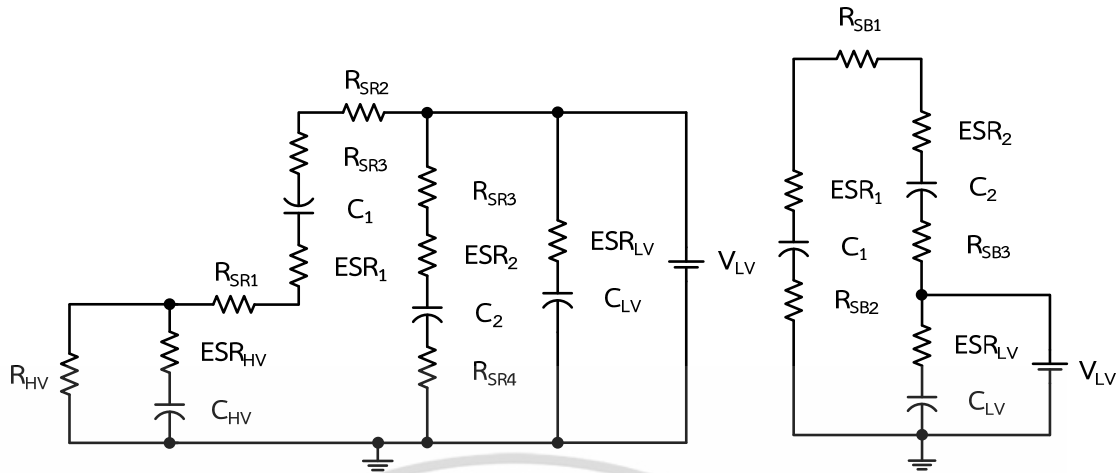 R_SR2
R_SR3
C_1
ESR_1
R_SR1
R_HV
ESR_HV
C_HV
R_SR3
ESR_2
C_2
R_SR4
ESR_LV
C_LV
V_LV
R_SB1
ESR_1
C_1
R_SB2
ESR_2
C_2
R_SB3
ESR_LV
C_LV
V_LV